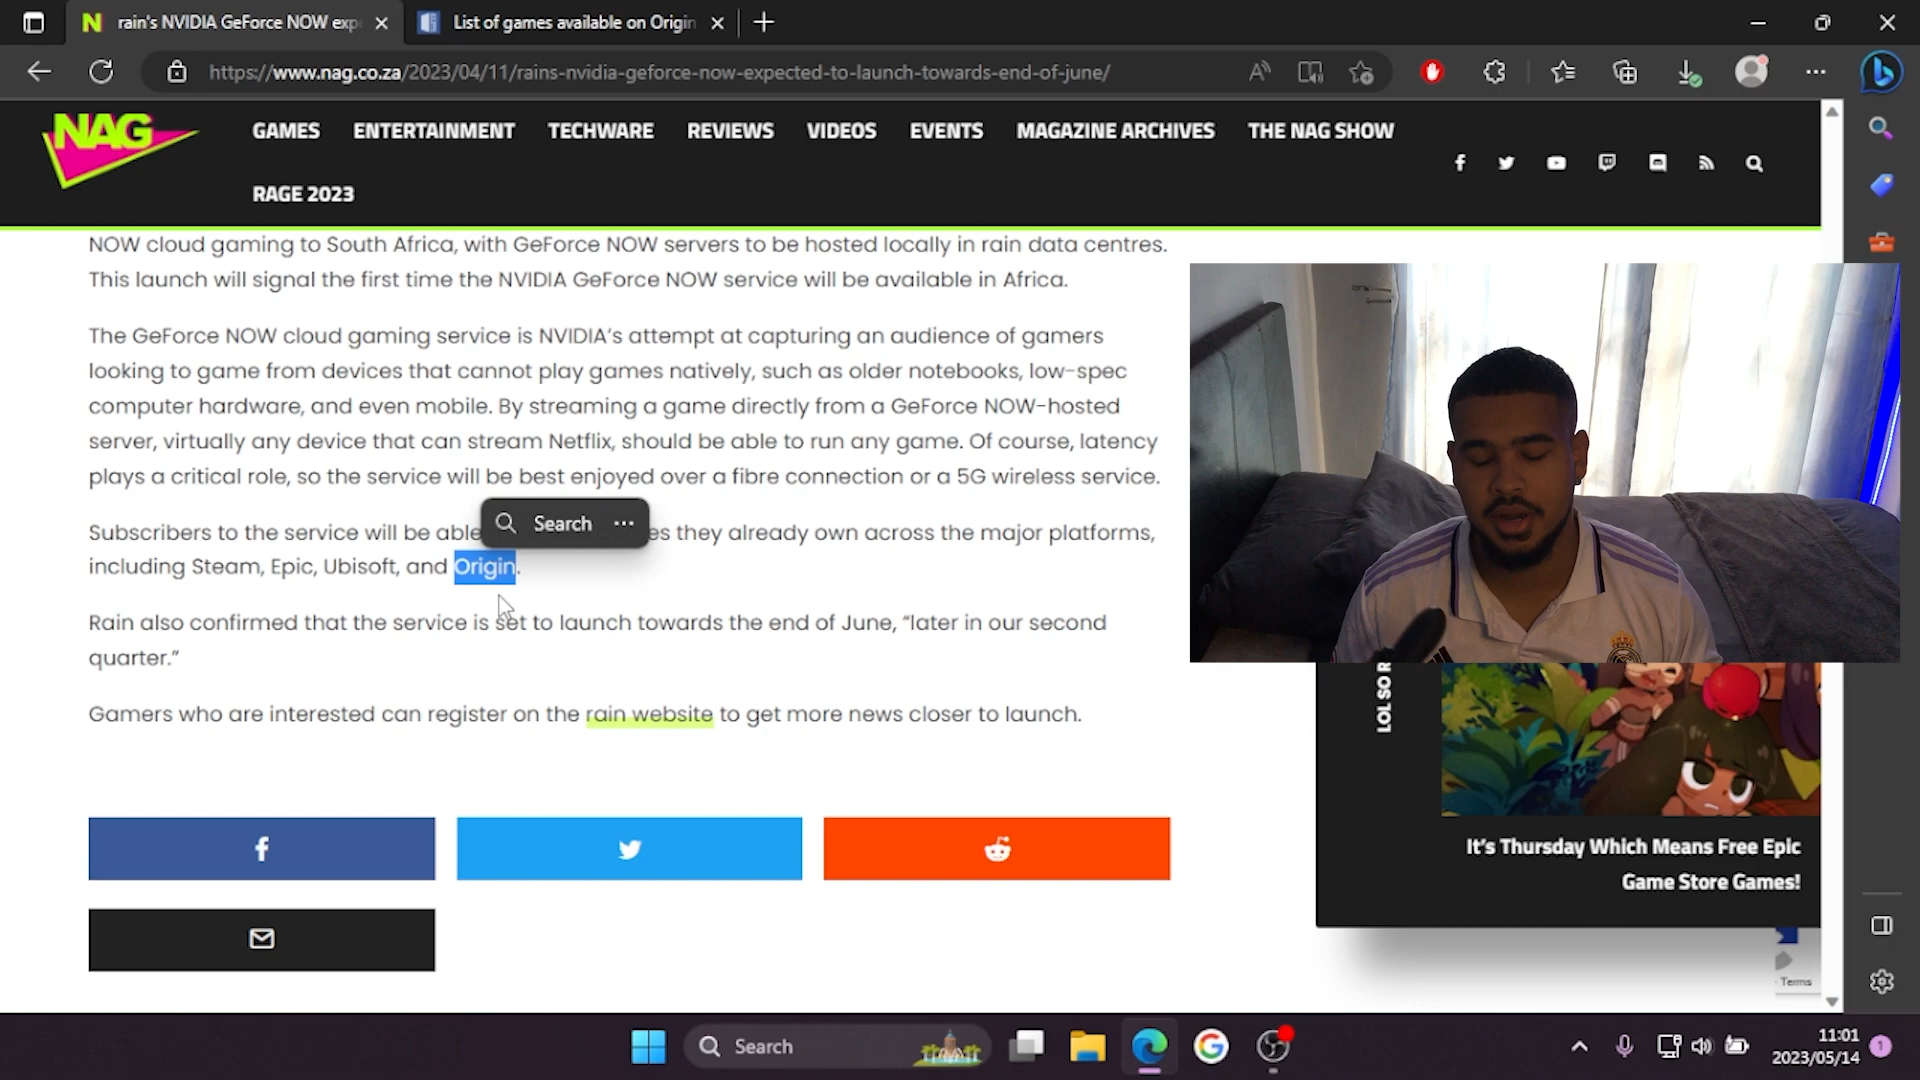 rain's NVIDIA GeForce NOW exp
List of games available on Origin
https://www.nag.co.za/2023/04/11/rains-nvidia-geforce-now-expected-to-launch-towards-end-of-june/
NAG
GAMES ENTERTAINMENT TECHWARE REVIEWS VIDEOS EVENTS MAGAZINE ARCHIVES THE NAG SHOW
RAGE 2023
NOW cloud gaming to South Africa, with GeForce NOW servers to be hosted locally in rain data centres.
This launch will signal the first time the NVIDIA GeForce NOW service will be available in Africa.
The GeForce NOW cloud gaming service is NVIDIA's attempt at capturing an audience of gamers
looking to game from devices that cannot play games natively, such as older notebooks, low-spec
computer hardware, and even mobile. By streaming a game directly from a GeForce NOW-hosted
server, virtually any device that can stream Netflix, should be able to run any game. Of course, latency
plays a critical role, so the service will be best enjoyed over a fibre connection or a 5G wireless service.
Search ...
Subscribers to the service will be able es they already own across the major platforms,
including Steam, Epic, Ubisoft, and Origin.
Rain also confirmed that the service is set to launch towards the end of June, “later in our second
quarter.”
Gamers who are interested can register on the rain website to get more news closer to launch.
LOL SO R
It's Thursday Which Means Free Epic
Game Store Games!
Terms
Search
11:01
2023/05/14
1